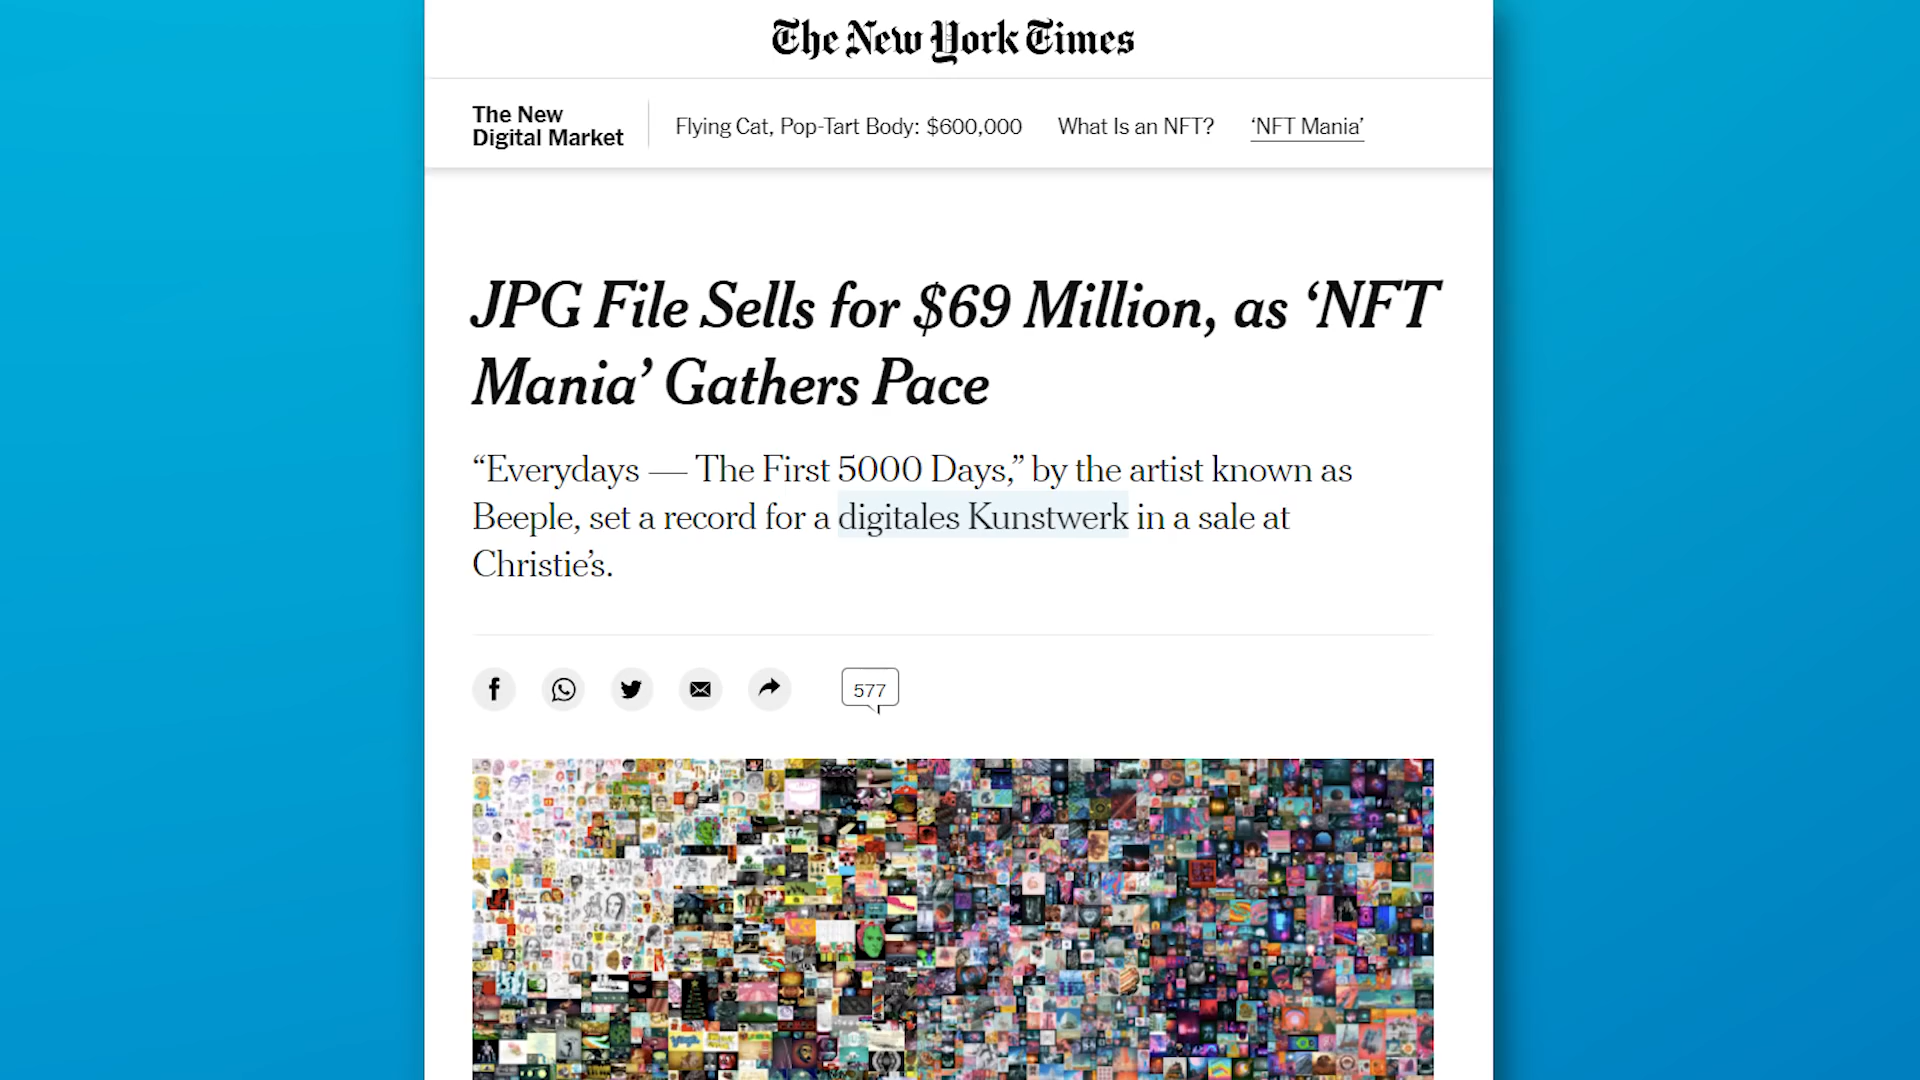 The New York Times
The New
Digital Market
Flying Cat, Pop-Tart Body: $600,000
What Is an NFT?
‘NFT Mania’
JPG File Sells for $69 Million, as ‘NFT
Mania’ Gathers Pace
“Everydays — The First 5000 Days,” by the artist known as
Beeple, set a record for a digitales Kunstwerk in a sale at
Christie’s.
577